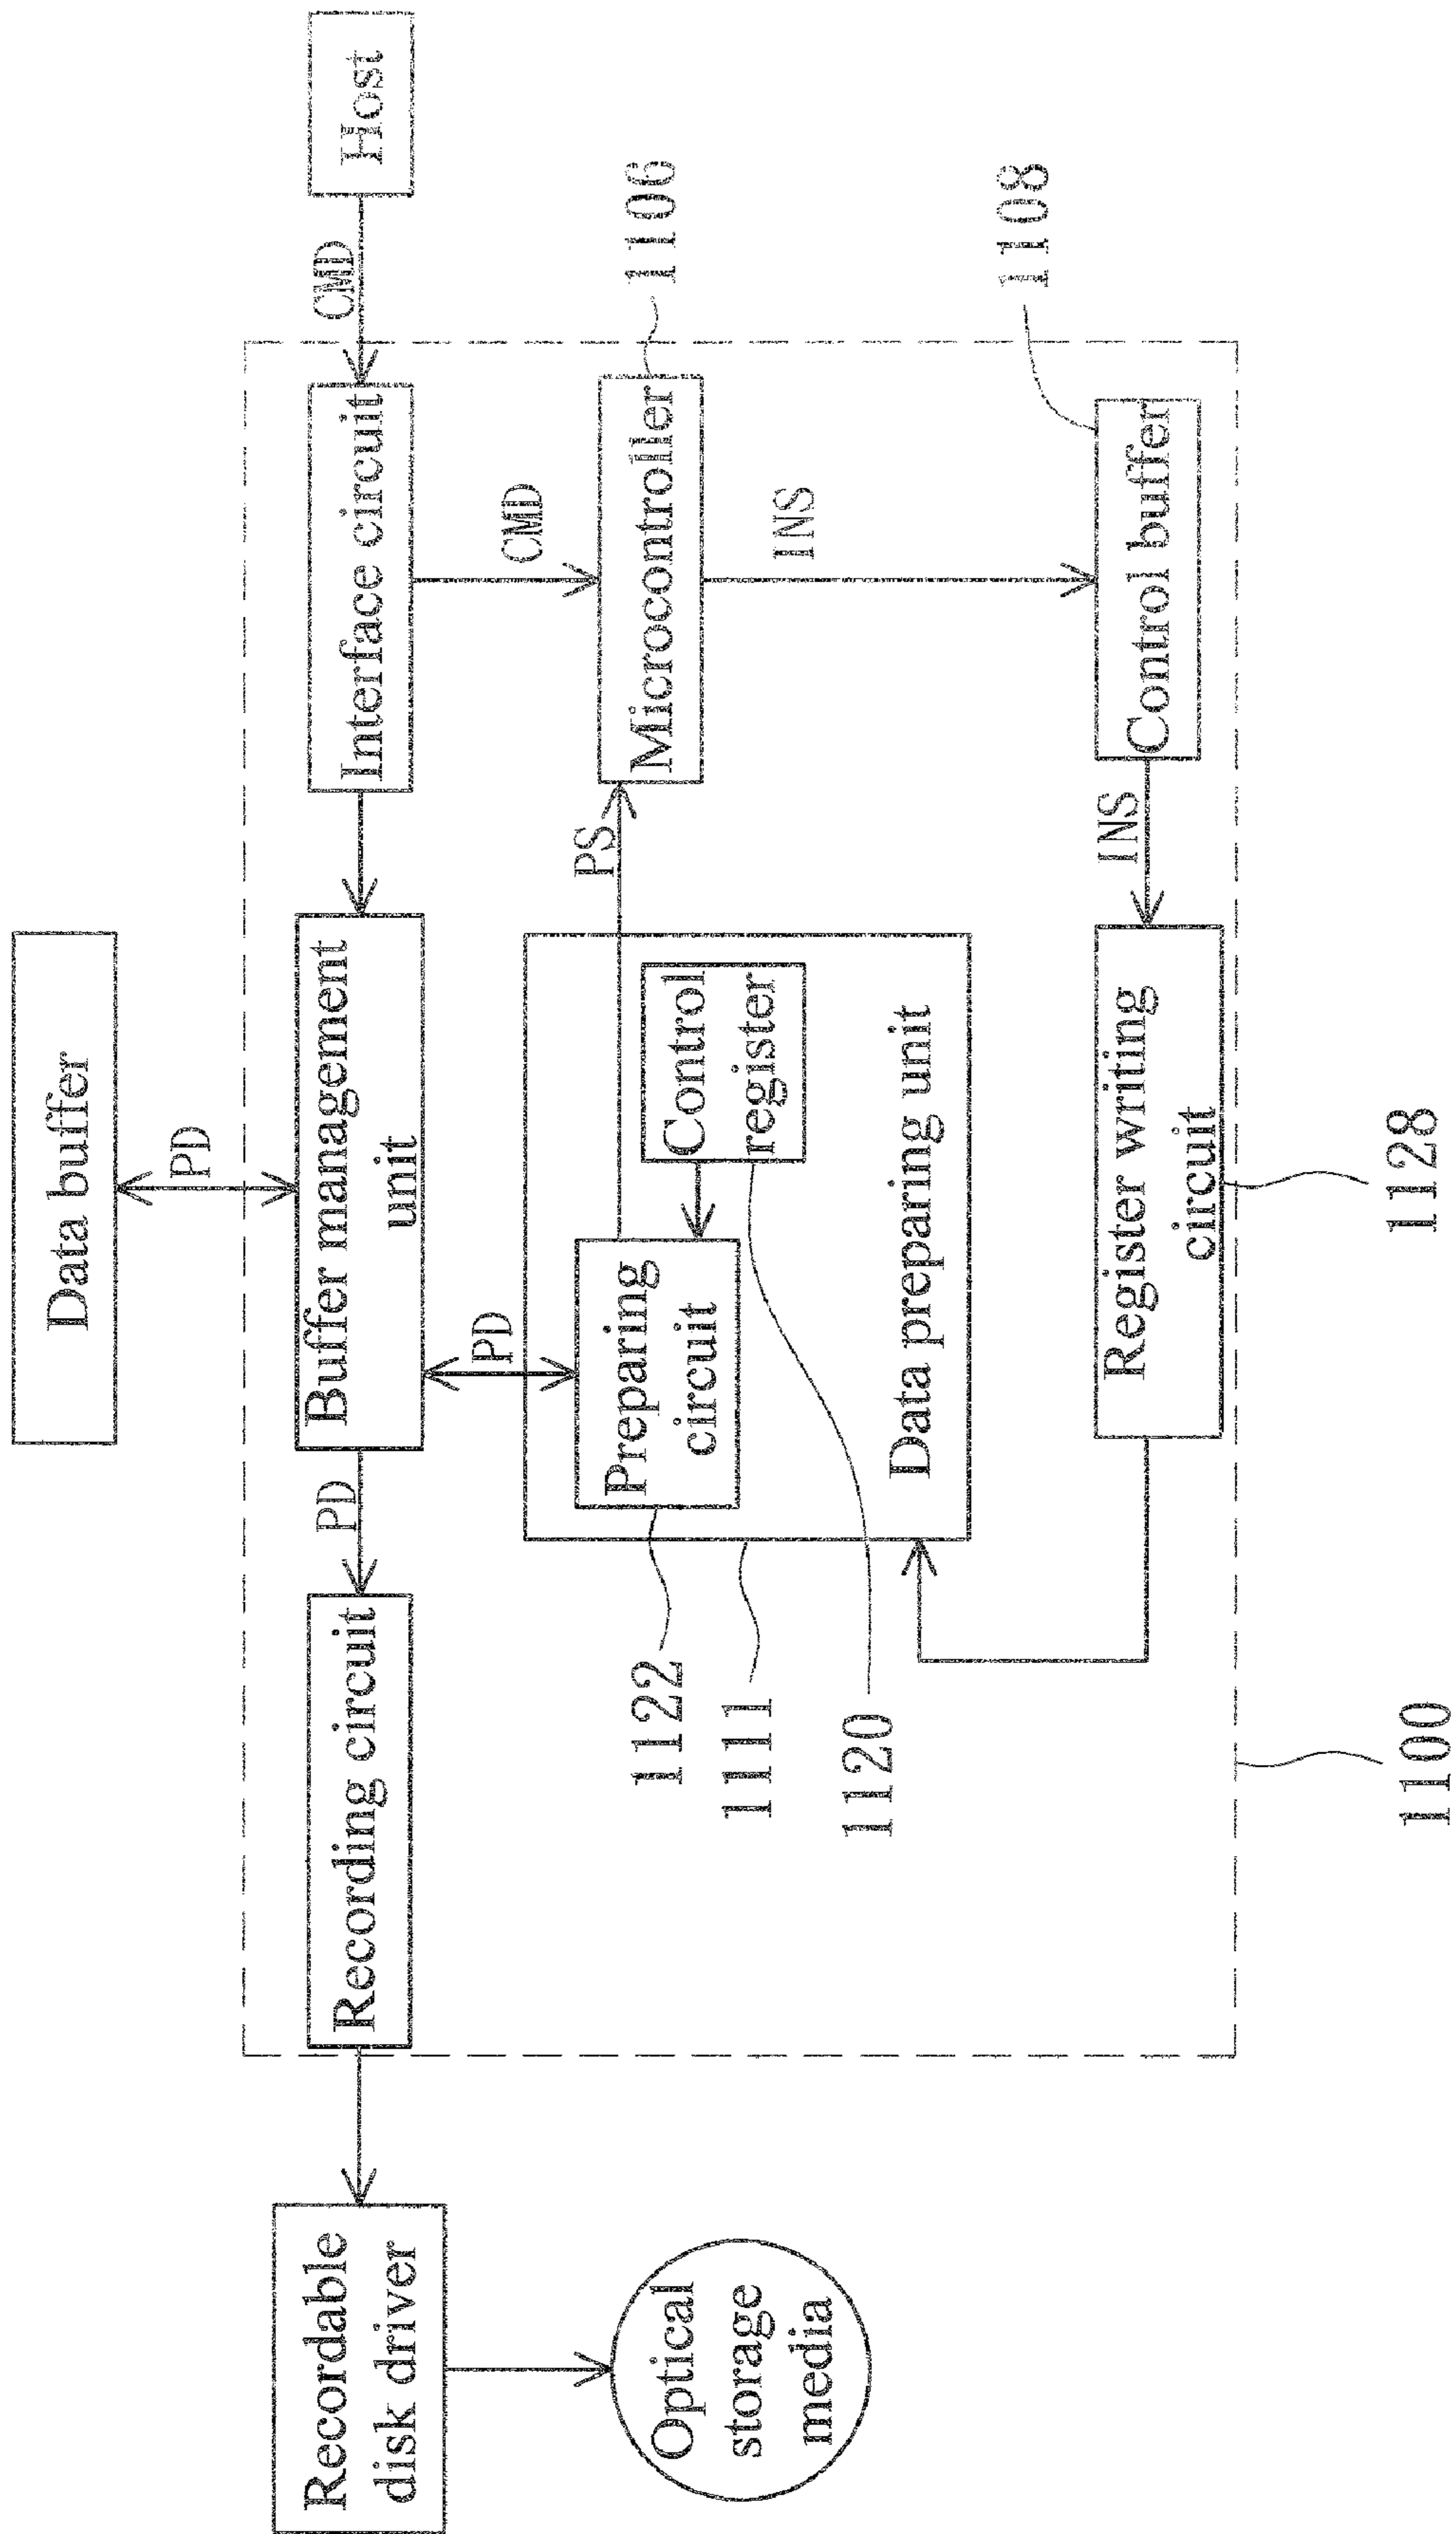 Data buffer
PD
Recordable
disk driver
Recording circuit
PD
Buffer management
unit
Interface circuit
CMD
Host
Optical
storage
media
PD
Preparing
circuit
Control
register
Data preparing unit
PS
CMD
Microcontroller
1106
INS
1122
1111
1120
Register writing
circuit
INS
Control buffer
1108
1128
1100